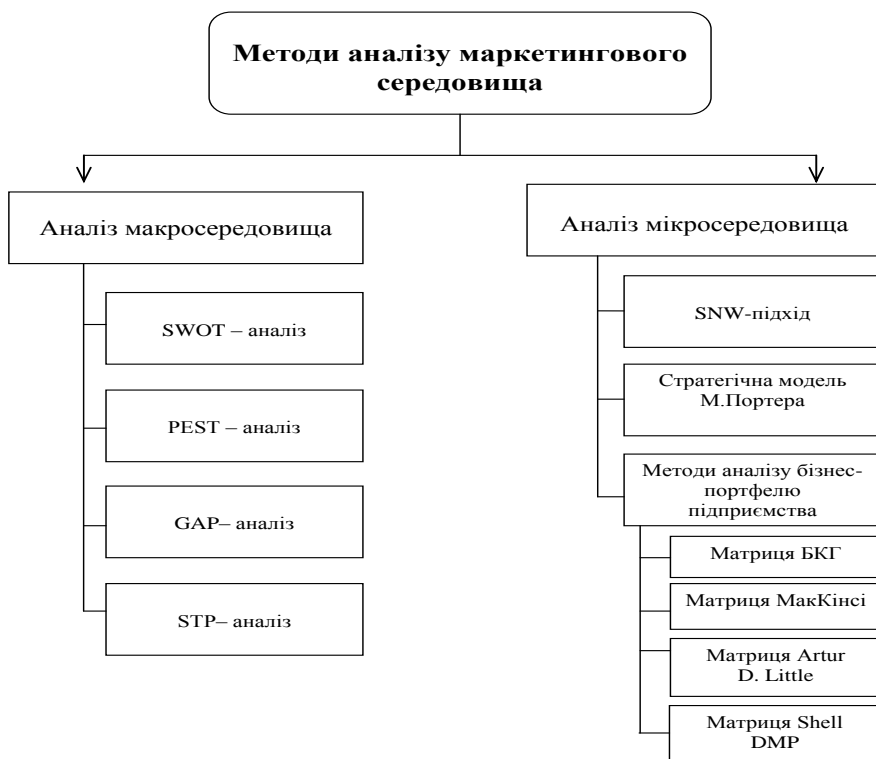 Методи аналізу маркетингового
середовища
Аналіз макросередовища
SWOT – аналіз
PEST – аналіз
GAP– аналіз
STP– аналіз
Аналіз мікросередовища
SNW-підхід
Стратегічна модель
М.Портера
Методи аналізу бізнес-
портфелю
підприємства
Матриця БКГ
Матриця МакКінсі
Матриця Artur
D. Little
Матриця Shell
DMP